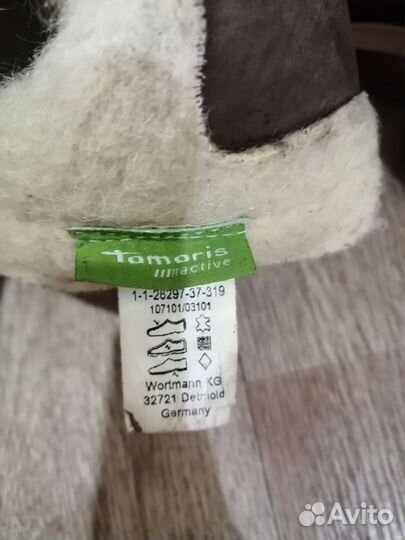 Tamaris
active
1-1-26297-37-319
107101/03101
Wortmann KG
32721 Detmold
Germany
Avito